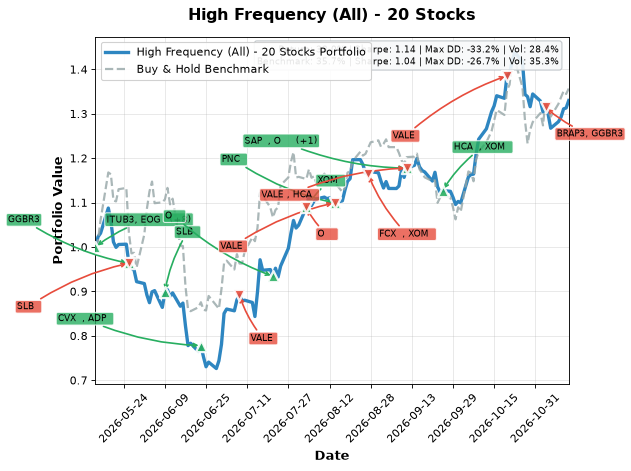 High Frequency (All) - 20 Stocks
High Frequency (All) - 20 Stocks Portfolio
Buy & Hold Benchmark
Sharpe: 1.14 | Max DD: -33.2% | Vol: 28.4%
Benchmark: 35.7% | Sharpe: 1.04 | Max DD: -26.7% | Vol: 35.3%
Portfolio Value
1.4
1.3
1.2
1.1
1.0
0.9
0.8
0.7
VALE
BRAP3, GGBR3
SAP , O (+1)
HCA , XOM
PNC
XOM
VALE , HCA
GGBR3
ITUB3, EOG
O
SLB
O
FCX , XOM
VALE
SLB
CVX , ADP
VALE
2026-05-24
2026-06-09
2026-06-25
2026-07-11
2026-07-27
2026-08-12
2026-08-28
2026-09-13
2026-09-29
2026-10-15
2026-10-31
Date